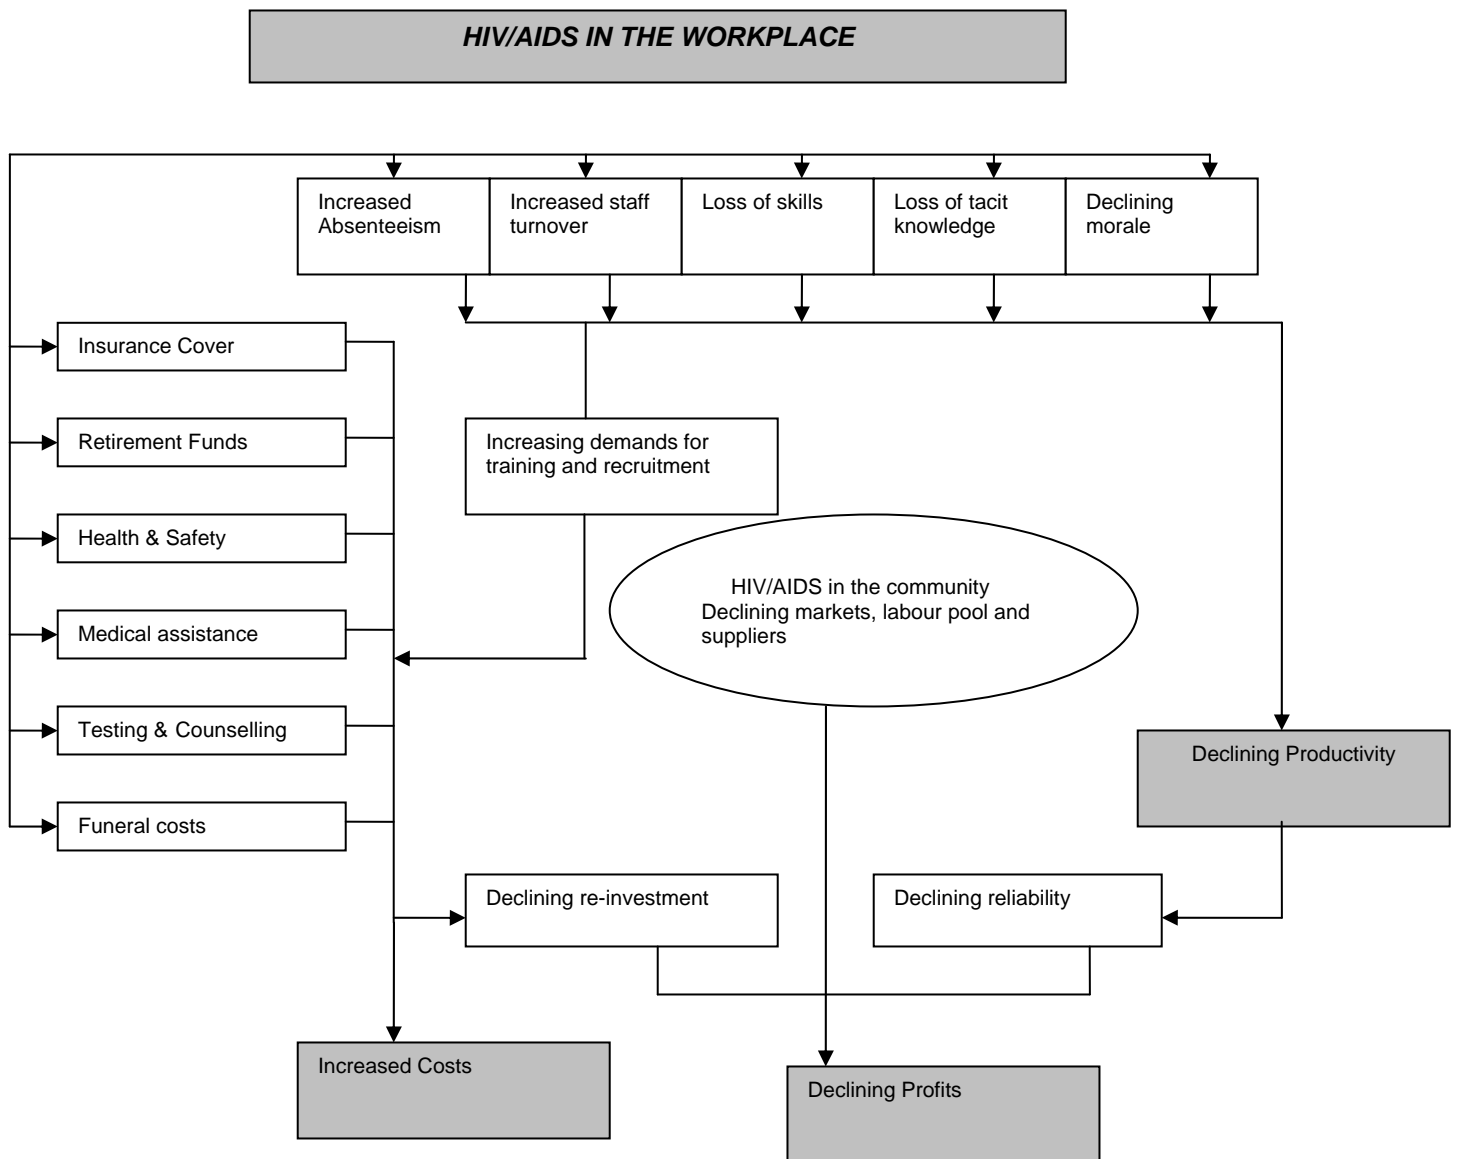 HIV/AIDS IN THE WORKPLACE
Increased
Absenteeism
Increased staff
turnover
Loss of skills
Loss of tacit
knowledge
Declining
morale
Insurance Cover
Retirement Funds
Increasing demands for
training and recruitment
Health & Safety
HIV/AIDS in the community
Declining markets, labour pool and
suppliers
Medical assistance
Testing & Counselling
Declining Productivity
Funeral costs
Declining re-investment
Declining reliability
Increased Costs
Declining Profits